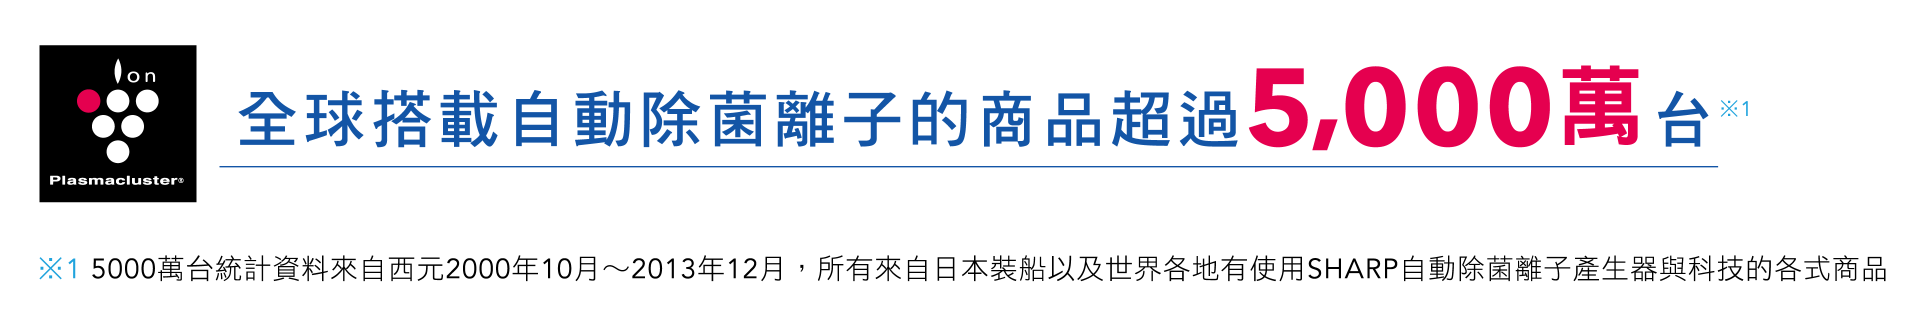 ion
Plasmacluster®
全球搭載自動除菌離子的商品超過5,000萬台※1
※1 5000萬台統計資料來自西元2000年10月～2013年12月，所有來自日本裝船以及世界各地有使用SHARP自動除菌離子產生器與科技的各式商品